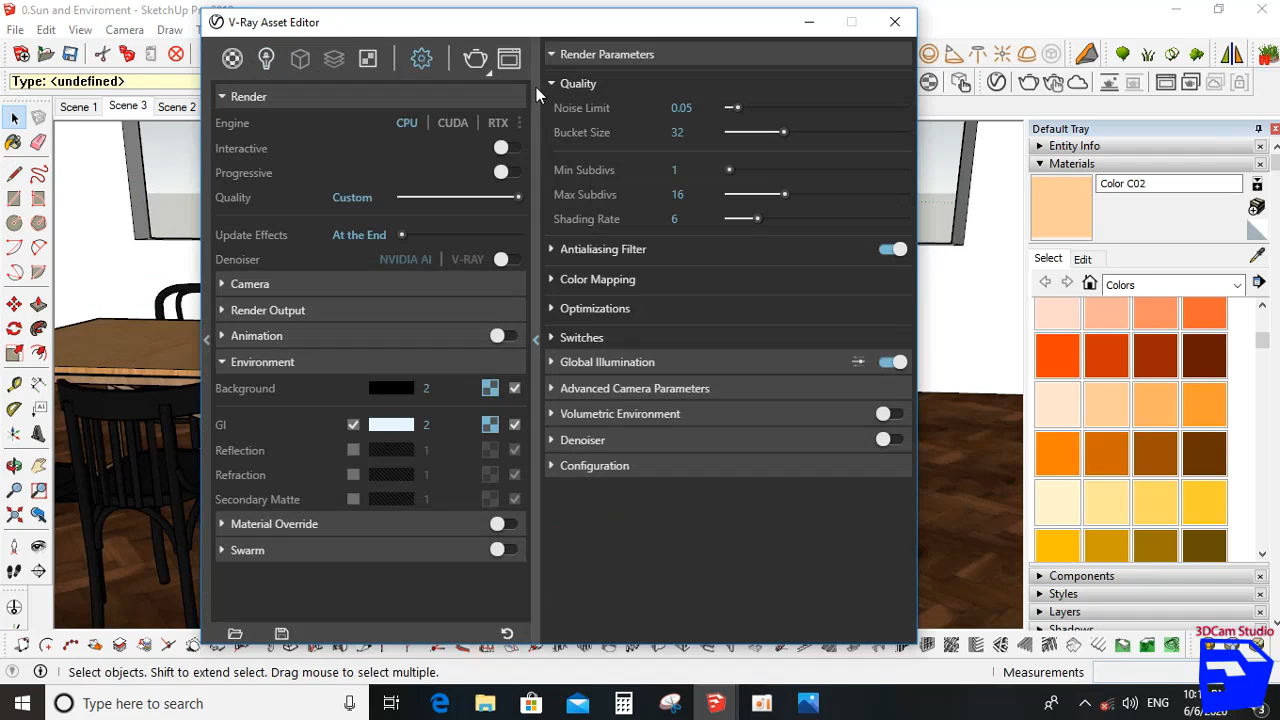 0.Sun and Enviroment - SketchUp Pr
V-Ray Asset Editor
File Edit View Camera Draw
Type: <undefined>
Scene 1 Scene 3 Scene 2
Render
Engine CPU | CUDA | RTX
Interactive
Progressive
Quality Custom
Update Effects At the End
Denoiser NVIDIA AI | V-RAY
Camera
Render Output
Animation
Environment
Background 2
GI 2
Reflection 1
Refraction 1
Secondary Matte 1
Material Override
Swarm
Render Parameters
Quality
Noise Limit 0.05
Bucket Size 32
Min Subdivs 1
Max Subdivs 16
Shading Rate 6
Antialiasing Filter
Color Mapping
Optimizations
Switches
Global Illumination
Advanced Camera Parameters
Volumetric Environment
Denoiser
Configuration
Default Tray
Entity Info
Materials
Color C02
Select Edit
Colors
Components
Styles
Layers
3DCam Studio
Select objects. Shift to extend select. Drag mouse to select multiple.
Measurements
Type here to search
ENG
6/6/2020
3